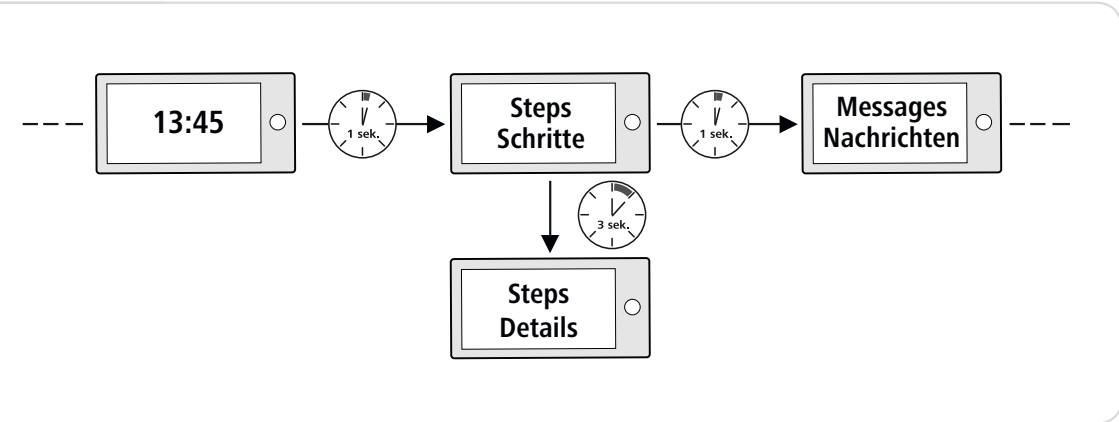 13:45
1 sek.
Steps
Schritte
1 sek.
Messages
Nachrichten
3 sek.
Steps
Details